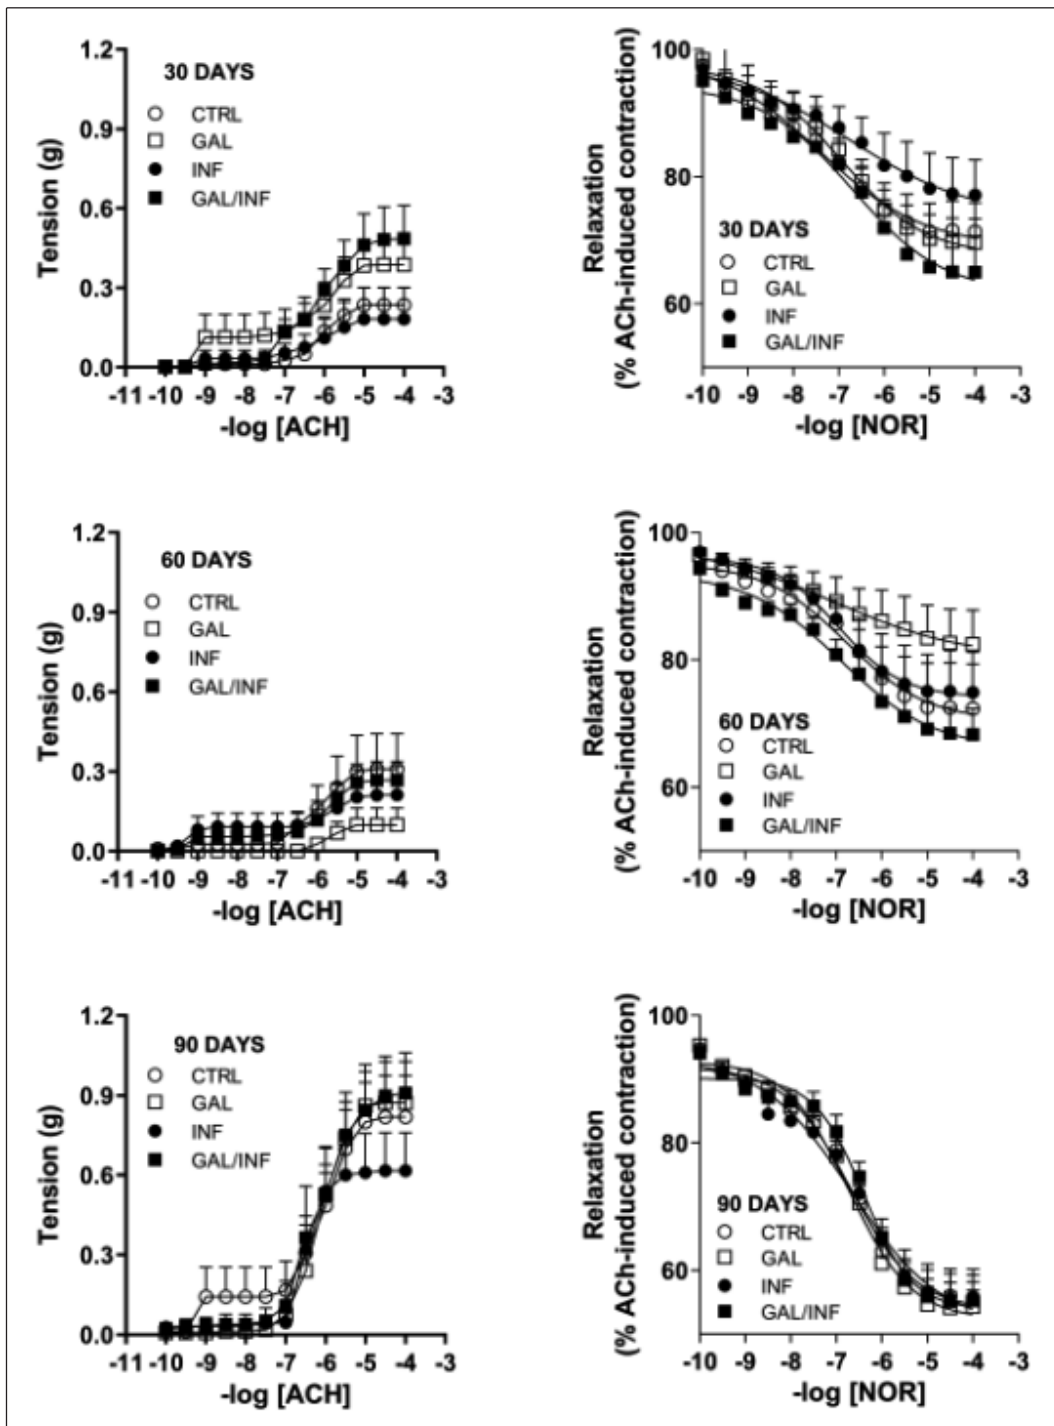 1.2
0.9
0.6
0.3
0.0
Tension (g)
30 DAYS
CTRL
GAL
INF
GAL/INF
-11 -10 -9 -8 -7 -6 -5 -4 -3
-log [ACH]
100
80
60
Relaxation
(% ACh-induced contraction)
30 DAYS
CTRL
GAL
INF
GAL/INF
-10 -9 -8 -7 -6 -5 -4 -3
-log [NOR]
1.2
0.9
0.6
0.3
0.0
Tension (g)
60 DAYS
CTRL
GAL
INF
GAL/INF
-11 -10 -9 -8 -7 -6 -5 -4 -3
-log [ACH]
100
80
60
Relaxation
(% ACh-induced contraction)
60 DAYS
CTRL
GAL
INF
GAL/INF
-10 -9 -8 -7 -6 -5 -4 -3
-log [NOR]
1.2
0.9
0.6
0.3
0.0
Tension (g)
90 DAYS
CTRL
GAL
INF
GAL/INF
-11 -10 -9 -8 -7 -6 -5 -4 -3
-log [ACH]
100
80
60
Relaxation
(% ACh-induced contraction)
90 DAYS
CTRL
GAL
INF
GAL/INF
-10 -9 -8 -7 -6 -5 -4 -3
-log [NOR]